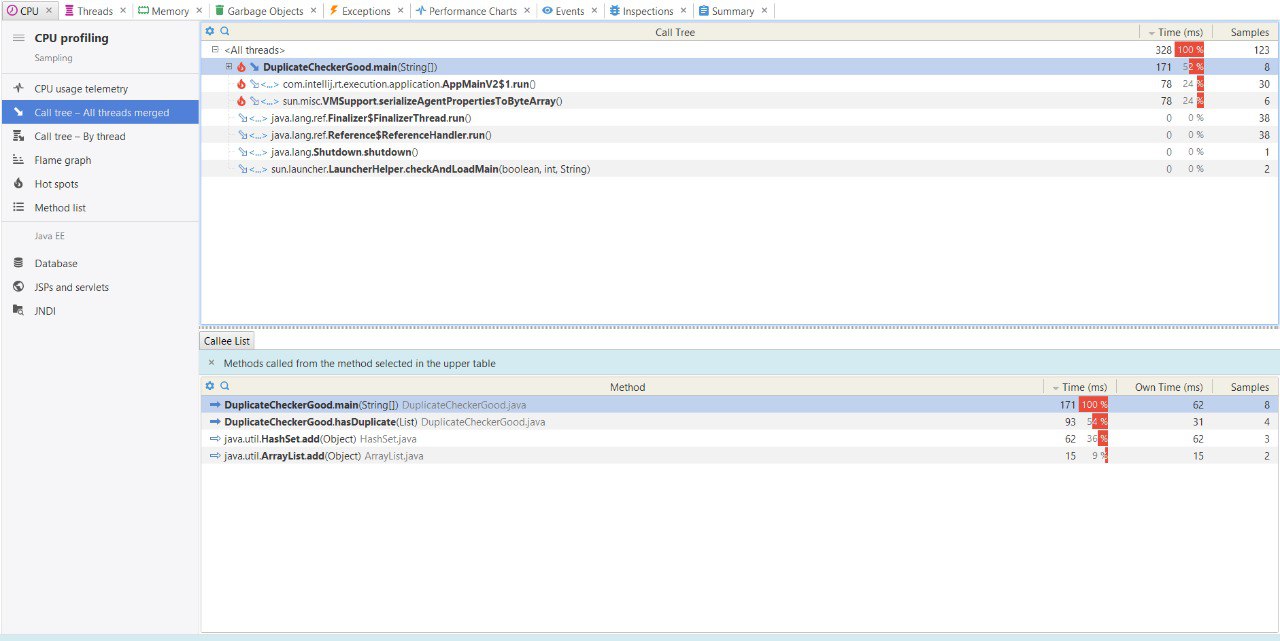 CPU × Threads × Memory × Garbage Objects × Exceptions × Performance Charts × Events × Inspections × Summary ×
CPU profiling
Sampling
CPU usage telemetry
Call tree – All threads merged
Call tree – By thread
Flame graph
Hot spots
Method list
Java EE
Database
JSPs and servlets
JNDI
Call Tree Time (ms) Samples
<All threads> 328 100 % 123
DuplicateCheckerGood.main(String[]) 171 52 % 8
<...> com.intellij.rt.execution.application.AppMainV2$1.run() 78 24 % 30
<...> sun.misc.VMSupport.serializeAgentPropertiesToByteArray() 78 24 % 6
<...> java.lang.ref.Finalizer$FinalizerThread.run() 0 0 % 38
<...> java.lang.ref.Reference$ReferenceHandler.run() 0 0 % 38
<...> java.lang.Shutdown.shutdown() 0 0 % 1
<...> sun.launcher.LauncherHelper.checkAndLoadMain(boolean, int, String) 0 0 % 2
Callee List
× Methods called from the method selected in the upper table
Method Time (ms) Own Time (ms) Samples
DuplicateCheckerGood.main(String[]) DuplicateCheckerGood.java 171 100 % 62 8
DuplicateCheckerGood.hasDuplicate(List) DuplicateCheckerGood.java 93 54 % 31 4
java.util.HashSet.add(Object) HashSet.java 62 36 % 62 3
java.util.ArrayList.add(Object) ArrayList.java 15 9 % 15 2